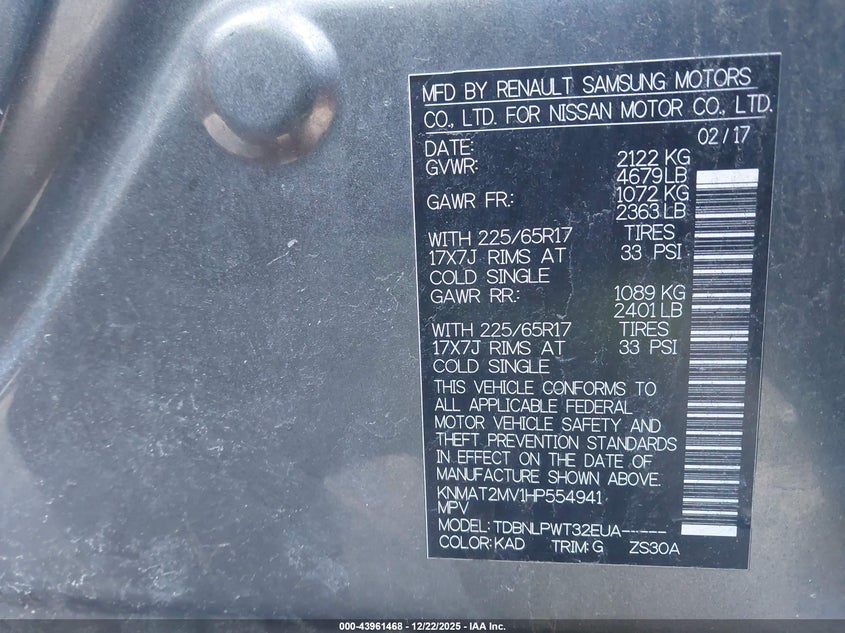 MFD BY RENAULT SAMSUNG MOTORS
CO., LTD. FOR NISSAN MOTOR CO., LTD.
DATE: 02/17
GVWR: 2122 KG
4679LB
GAWR FR: 1072 KG
2363LB
WITH 225/65R17 TIRES
17X7J RIMS AT 33 PSI
COLD SINGLE
GAWR RR: 1089 KG
2401LB
WITH 225/65R17 TIRES
17X7J RIMS AT 33 PSI
COLD SINGLE
THIS VEHICLE CONFORMS TO
ALL APPLICABLE FEDERAL
MOTOR VEHICLE SAFETY AND
THEFT PREVENTION STANDARDS
IN EFFECT ON THE DATE OF
MANUFACTURE SHOWN ABOVE.
KNMAT2MV1HP554941
MPV
MODEL: TDBNLPWT32EUA-----
COLOR: KAD TRIM: G ZS30A
000-43961468 • 12/22/2025 • IAA Inc.